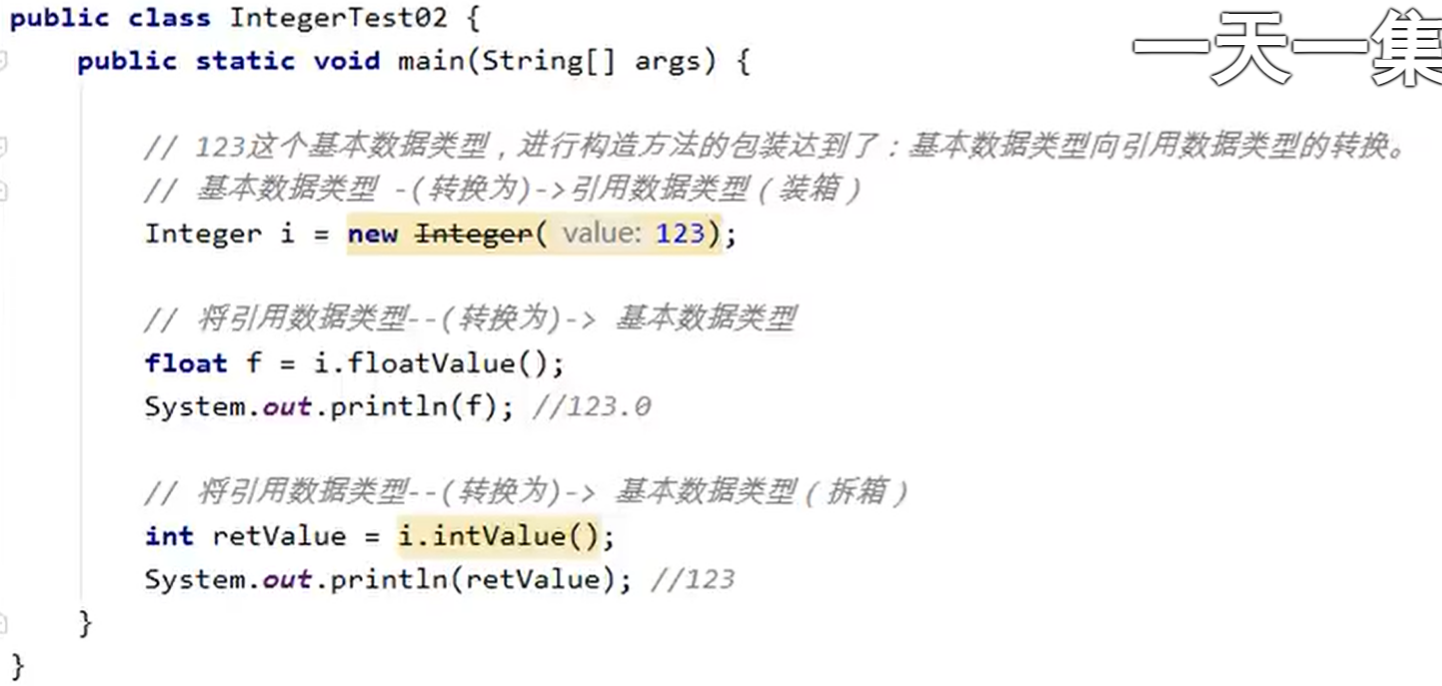 public class IntegerTest02 {
一天一集
public static void main(String[] args) {
// 123这个基本数据类型，进行构造方法的包装达到了：基本数据类型向引用数据类型的转换。
// 基本数据类型 -(转换为)->引用数据类型（装箱）
Integer i = new Integer( value: 123);
// 将引用数据类型--(转换为)-> 基本数据类型
float f = i.floatValue();
System.out.println(f); //123.0
// 将引用数据类型--(转换为)-> 基本数据类型（拆箱）
int retValue = i.intValue();
System.out.println(retValue); //123
}
}